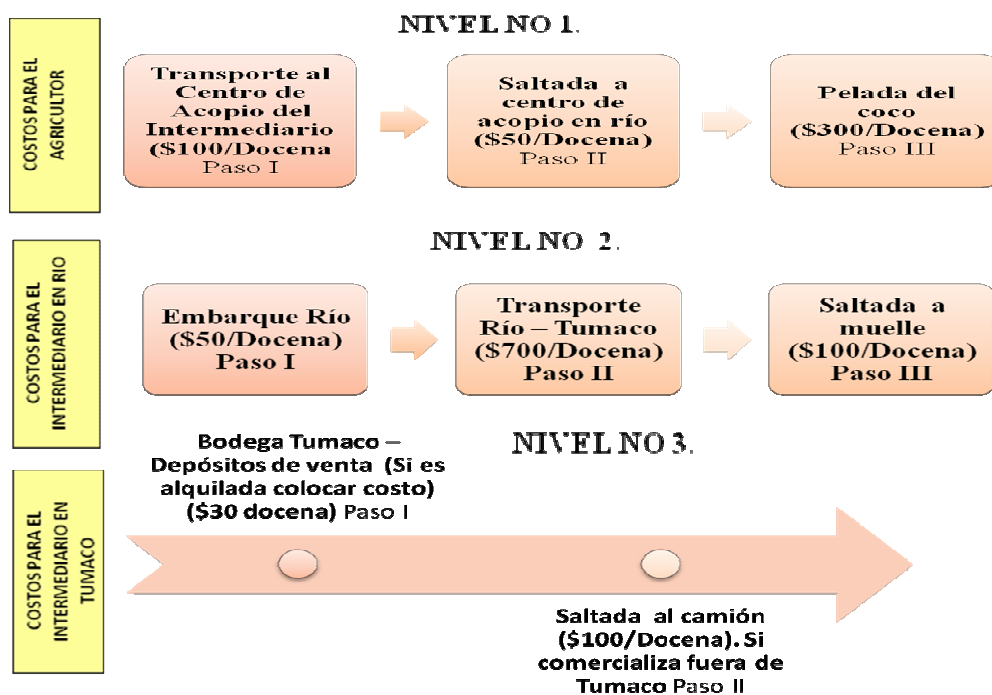 NIVEL NO 1.
COSTOS PARA EL
AGRICULTOR
Transporte al
Centro de
Acopio del
Intermediario
($100/Docena
Paso I
Saltada a
centro de
acopio en río
($50/Docena)
Paso II
Pelada del
coco
($300/Docena)
Paso III
NIVEL NO 2.
COSTOS PARA EL
INTERMEDIARIO EN RIO
Embarque Río
($50/Docena)
Paso I
Transporte
Río – Tumaco
($700/Docena)
Paso II
Saltada a
muelle
($100/Docena)
Paso III
NIVEL NO 3.
COSTOS PARA EL
INTERMEDIARIO EN
TUMACO
Bodega Tumaco –
Depósitos de venta (Si es
alquilada colocar costo)
($30 docena) Paso I
Saltada al camión
($100/Docena). Si
comercializa fuera de
Tumaco Paso II